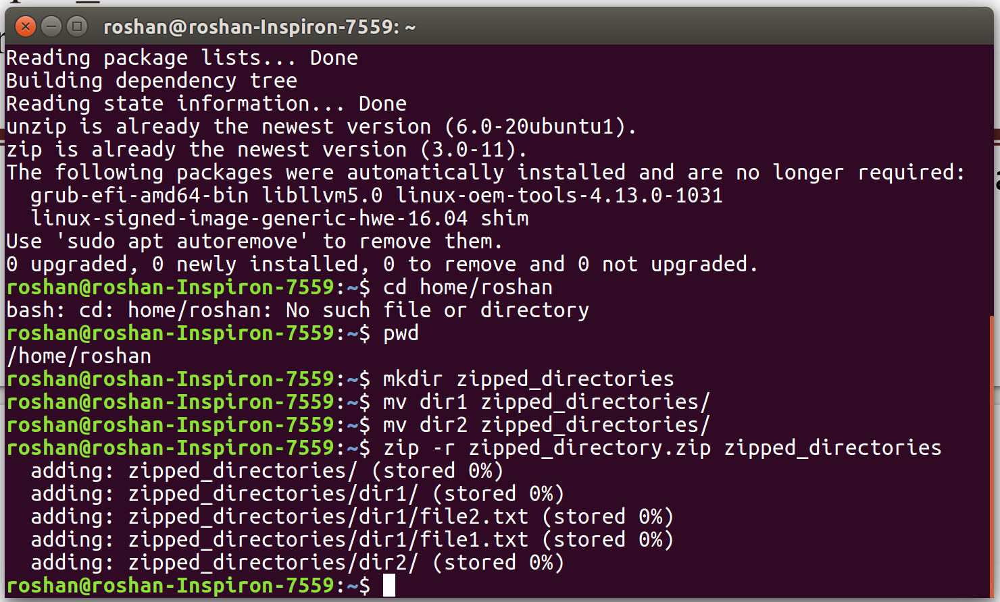 roshan@roshan-Inspiron-7559: ~
Reading package lists... Done
Building dependency tree
Reading state information... Done
unzip is already the newest version (6.0-20ubuntu1).
zip is already the newest version (3.0-11).
The following packages were automatically installed and are no longer required:
  grub-efi-amd64-bin libllvm5.0 linux-oem-tools-4.13.0-1031
  linux-signed-image-generic-hwe-16.04 shim
Use 'sudo apt autoremove' to remove them.
0 upgraded, 0 newly installed, 0 to remove and 0 not upgraded.
roshan@roshan-Inspiron-7559:~$ cd home/roshan
bash: cd: home/roshan: No such file or directory
roshan@roshan-Inspiron-7559:~$ pwd
/home/roshan
roshan@roshan-Inspiron-7559:~$ mkdir zipped_directories
roshan@roshan-Inspiron-7559:~$ mv dir1 zipped_directories/
roshan@roshan-Inspiron-7559:~$ mv dir2 zipped_directories/
roshan@roshan-Inspiron-7559:~$ zip -r zipped_directory.zip zipped_directories
  adding: zipped_directories/ (stored 0%)
  adding: zipped_directories/dir1/ (stored 0%)
  adding: zipped_directories/dir1/file2.txt (stored 0%)
  adding: zipped_directories/dir1/file1.txt (stored 0%)
  adding: zipped_directories/dir2/ (stored 0%)
roshan@roshan-Inspiron-7559:~$